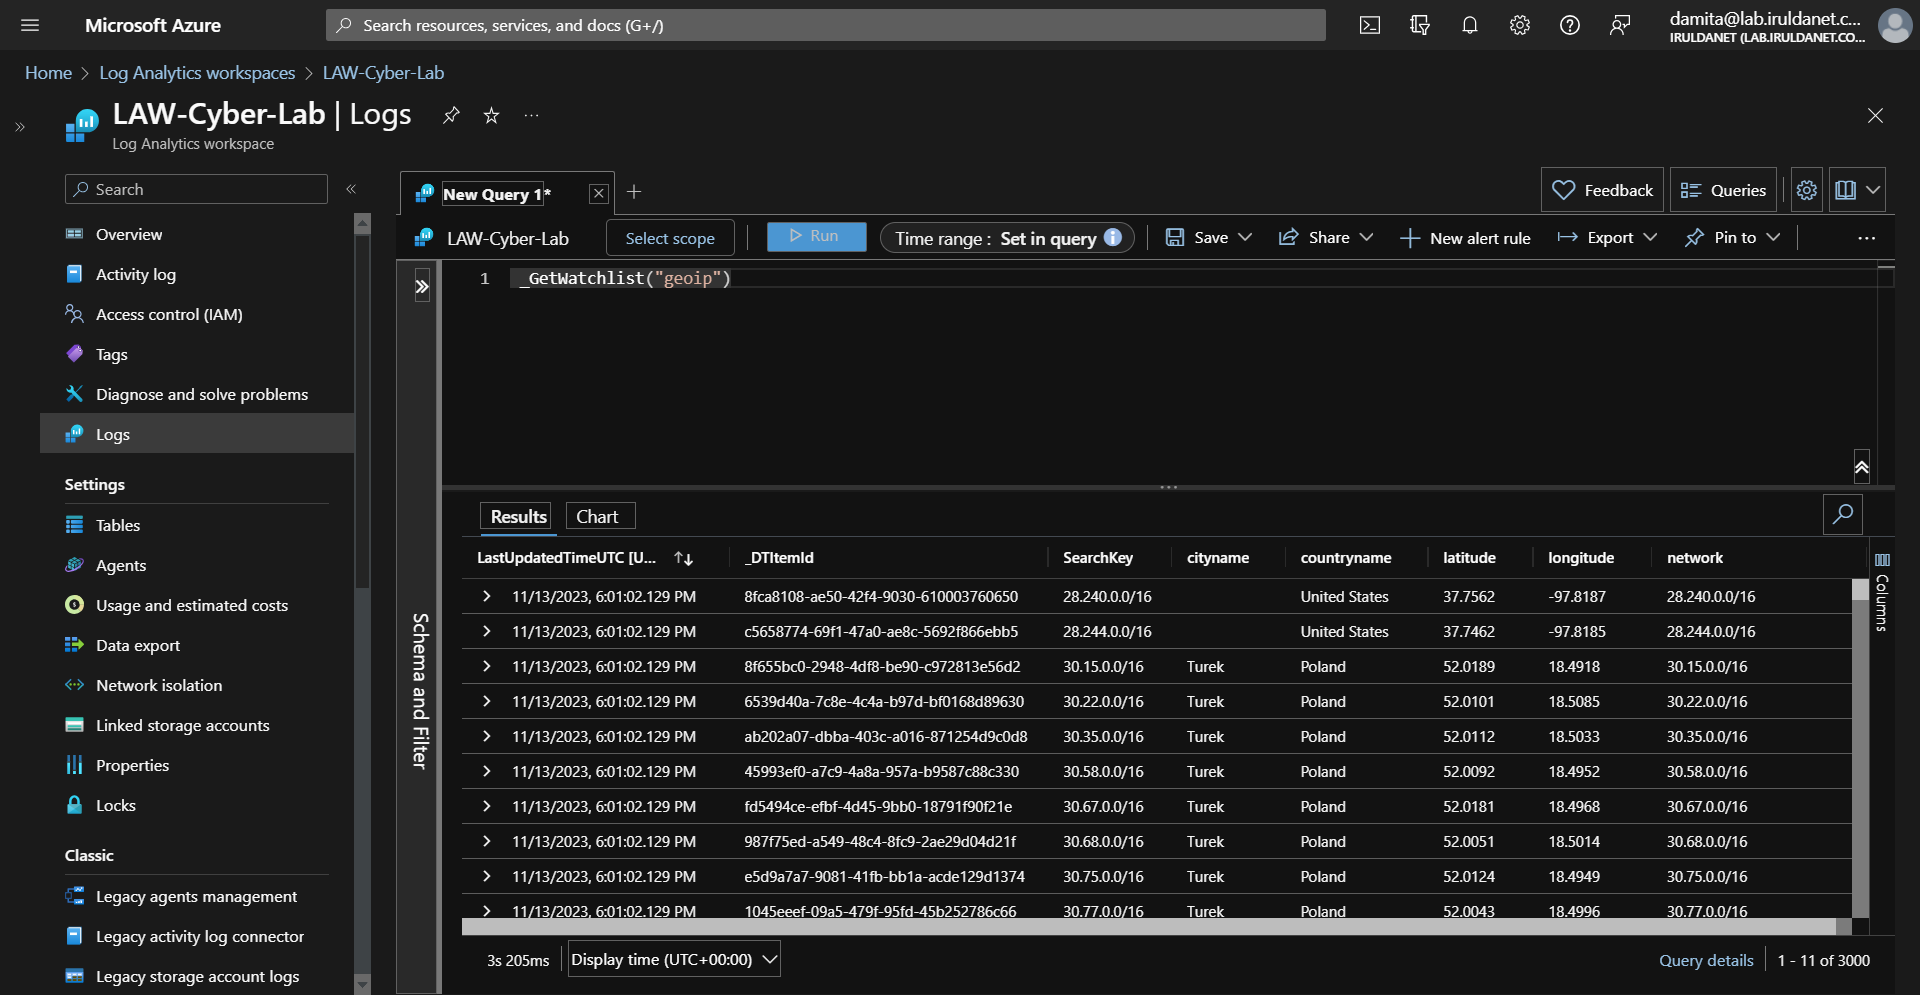 Microsoft Azure
Search resources, services, and docs (G+/)
damita@lab.iruldanet.c...
IRULDANET (LAB.IRULDANET.CO...
Home > Log Analytics workspaces > LAW-Cyber-Lab
LAW-Cyber-Lab | Logs
...
Log Analytics workspace
Search
Overview
Activity log
Access control (IAM)
Tags
Diagnose and solve problems
Logs
Settings
Tables
Agents
Usage and estimated costs
Data export
Network isolation
Linked storage accounts
Properties
Locks
Classic
Legacy agents management
Legacy activity log connector
Legacy storage account logs
New Query 1*
Feedback
Queries
LAW-Cyber-Lab
Select scope
Run
Time range : Set in query
Save
Share
New alert rule
Export
Pin to
...
Schema and Filter
1 _GetWatchlist("geoip")
Results Chart
LastUpdatedTimeUTC [U... _DTItemId SearchKey cityname countryname latitude longitude network
11/13/2023, 6:01:02.129 PM 8fca8108-ae50-42f4-9030-610003760650 28.240.0.0/16 United States 37.7562 -97.8187 28.240.0.0/16
11/13/2023, 6:01:02.129 PM c5658774-69f1-47a0-ae8c-5692f866ebb5 28.244.0.0/16 United States 37.7462 -97.8185 28.244.0.0/16
11/13/2023, 6:01:02.129 PM 8f655bc0-2948-4df8-be90-c972813e56d2 30.15.0.0/16 Turek Poland 52.0189 18.4918 30.15.0.0/16
11/13/2023, 6:01:02.129 PM 6539d40a-7c8e-4c4a-b97d-bf0168d89630 30.22.0.0/16 Turek Poland 52.0101 18.5085 30.22.0.0/16
11/13/2023, 6:01:02.129 PM ab202a07-dbba-403c-a016-871254d9c0d8 30.35.0.0/16 Turek Poland 52.0112 18.5033 30.35.0.0/16
11/13/2023, 6:01:02.129 PM 45993ef0-a7c9-4a8a-957a-b9587c88c330 30.58.0.0/16 Turek Poland 52.0092 18.4952 30.58.0.0/16
11/13/2023, 6:01:02.129 PM fd5494ce-efbf-4d45-9bb0-18791f90f21e 30.67.0.0/16 Turek Poland 52.0181 18.4968 30.67.0.0/16
11/13/2023, 6:01:02.129 PM 987f75ed-a549-48c4-8fc9-2ae29d04d21f 30.68.0.0/16 Turek Poland 52.0051 18.5014 30.68.0.0/16
11/13/2023, 6:01:02.129 PM e5d9a7a7-9081-41fb-bb1a-acde129d1374 30.75.0.0/16 Turek Poland 52.0124 18.4949 30.75.0.0/16
11/13/2023, 6:01:02.129 PM 1045eeef-09a5-479f-95fd-45b252786c66 30.77.0.0/16 Turek Poland 52.0043 18.4996 30.77.0.0/16
Columns
3s 205ms
Display time (UTC+00:00)
Query details
1 - 11 of 3000